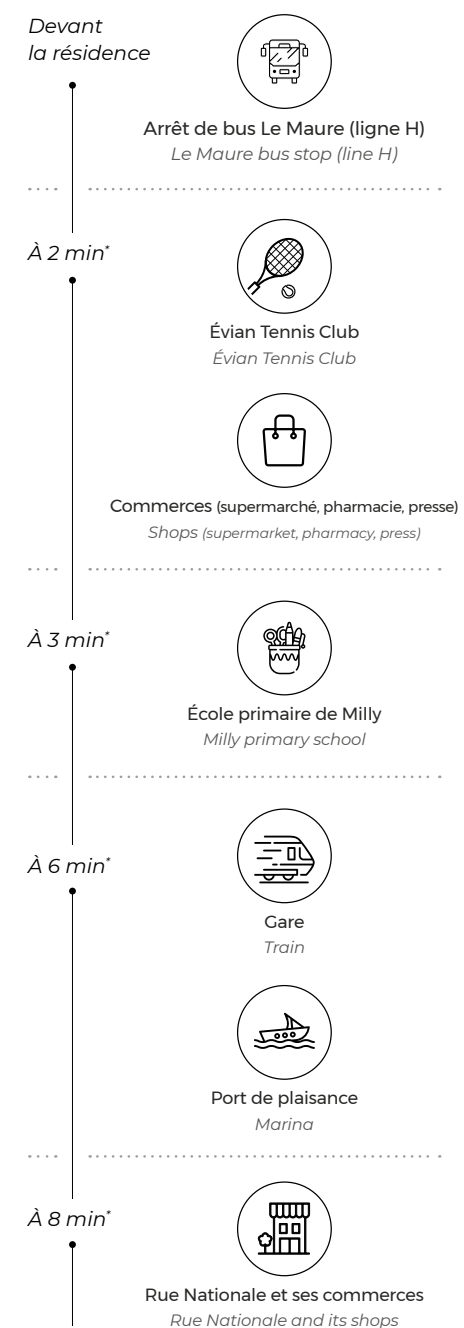 Devant
la résidence
Arrêt de bus Le Maure (ligne H)
Le Maure bus stop (line H)
À 2 min*
Évian Tennis Club
Évian Tennis Club
Commerces (supermarché, pharmacie, presse)
Shops (supermarket, pharmacy, press)
À 3 min*
École primaire de Milly
Milly primary school
À 6 min*
Gare
Train
Port de plaisance
Marina
À 8 min*
Rue Nationale et ses commerces
Rue Nationale and its shops